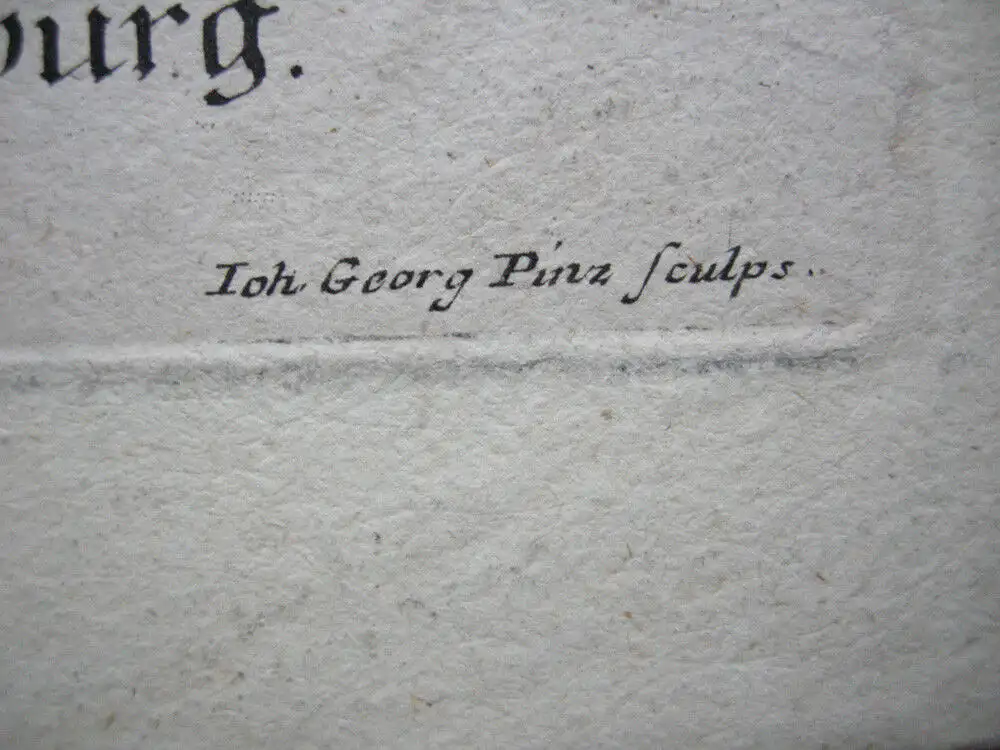 urg.
Ioh. Georg Pinz ſculps.